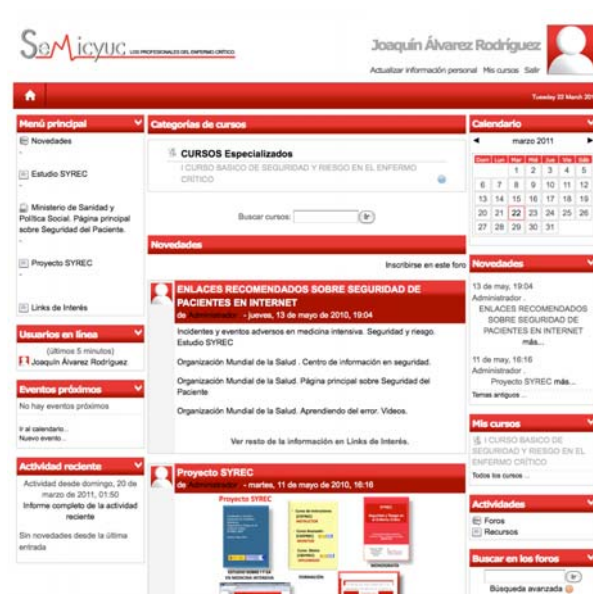 SeMicyuc LOS PROFESIONALES DEL ENFERMO CRÍTICO
Joaquín Álvarez Rodríguez
Actualizar información personal Mis cursos Salir
Tuesday 22 March 201
Menú principal
Novedades
Estudio SYREC
Ministerio de Sanidad y
Política Social. Página principal
sobre Seguridad del Paciente.
Proyecto SYREC
Links de Interés
Usuarios en línea
(últimos 5 minutos)
Joaquín Álvarez Rodríguez
Eventos próximos
No hay eventos próximos
Ir al calendario...
Nuevo evento...
Actividad reciente
Actividad desde domingo, 20 de
marzo de 2011, 01:50
Informe completo de la actividad
reciente
Sin novedades desde la última
entrada
Categorías de cursos
CURSOS Especializados
I CURSO BASICO DE SEGURIDAD Y RIESGO EN EL ENFERMO
CRÍTICO
Buscar cursos: Ir
Novedades
Inscribirse en este foro
ENLACES RECOMENDADOS SOBRE SEGURIDAD DE
PACIENTES EN INTERNET
de Administrador . - jueves, 13 de mayo de 2010, 19:04
Incidentes y eventos adversos en medicina intensiva. Seguridad y riesgo.
Estudio SYREC
Organización Mundial de la Salud . Centro de información en seguridad.
Organización Mundial de la Salud. Página principal sobre Seguridad del
Paciente
Organización Mundial de la Salud. Aprendiendo del error. Videos.
Ver resto de la información en Links de Interés.
Proyecto SYREC
de Administrador . - martes, 11 de mayo de 2010, 16:16
Proyecto SYREC
INSTRUCTOR
SYREC
MONOGRAFÍA
ESTUDIO SOBRE
EN MEDICINA INTENSIVA
FORMACIÓN
Calendario
marzo 2011
Dom Lun Mar Mié Jue Vie Sáb
1 2 3 4 5
6 7 8 9 10 11 12
13 14 15 16 17 18 19
20 21 22 23 24 25 26
27 28 29 30 31
Novedades
13 de may, 19:04
Administrador .
ENLACES RECOMENDADOS
SOBRE SEGURIDAD DE
PACIENTES EN INTERNET
más...
11 de may, 16:16
Administrador .
Proyecto SYREC más...
Temas antiguos ...
Mis cursos
I CURSO BASICO DE
SEGURIDAD Y RIESGO EN EL
ENFERMO CRÍTICO
Todos los cursos ...
Actividades
Foros
Recursos
Buscar en los foros
Ir
Búsqueda avanzada